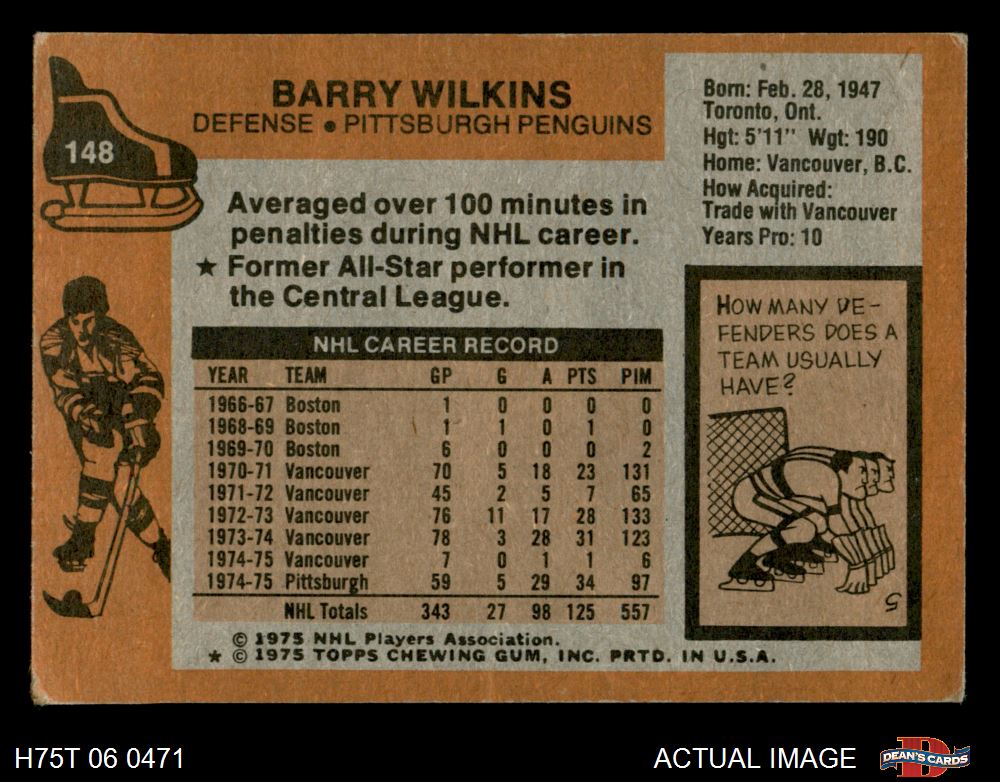 148
BARRY WILKINS
DEFENSE • PITTSBURGH PENGUINS
Born: Feb. 28, 1947
Toronto, Ont.
Hgt: 5'11" Wgt: 190
Home: Vancouver, B.C.
How Acquired:
Trade with Vancouver
Years Pro: 10
Averaged over 100 minutes in
penalties during NHL career.
★ Former All-Star performer in
the Central League.
NHL CAREER RECORD
YEAR TEAM GP G A PTS PIM
1966-67 Boston 1 0 0 0 0
1968-69 Boston 1 1 0 1 0
1969-70 Boston 6 0 0 0 2
1970-71 Vancouver 70 5 18 23 131
1971-72 Vancouver 45 2 5 7 65
1972-73 Vancouver 76 11 17 28 133
1973-74 Vancouver 78 3 28 31 123
1974-75 Vancouver 7 0 1 1 6
1974-75 Pittsburgh 59 5 29 34 97
NHL Totals 343 27 98 125 557
HOW MANY DE-
FENDERS DOES A
TEAM USUALLY
HAVE?
5
© 1975 NHL Players Association.
★ © 1975 TOPPS CHEWING GUM, INC. PRTD. IN U.S.A.
H75T 06 0471
ACTUAL IMAGE
DEAN'S CARDS